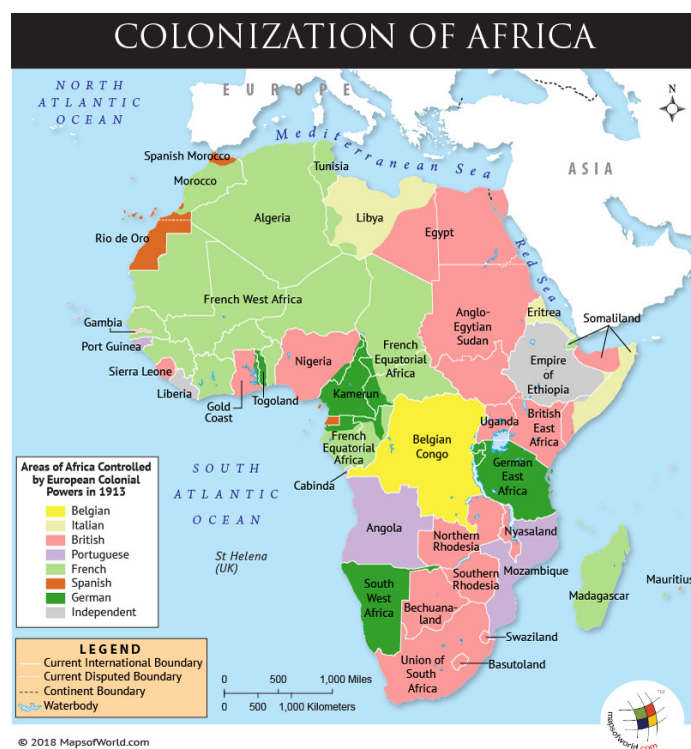 COLONIZATION OF AFRICA
NORTH
ATLANTIC
OCEAN
EUROPE
Mediterranean Sea
ASIA
Spanish Morocco
Morocco
Tunisia
Algeria
Libya
Egypt
Red Sea
Rio de Oro
French West Africa
Anglo-
Egytian
Sudan
Eritrea
Somaliland
Gambia
Port Guinea
Sierra Leone
Liberia
Gold
Coast
Togoland
Nigeria
French
Equatorial
Africa
Kamerun
Empire
of
Ethiopia
Uganda
British
East
Africa
French
Equatorial
Africa
Belgian
Congo
German
East
Africa
Cabinda
SOUTH
ATLANTIC
OCEAN
St Helena
(UK)
Angola
Northern
Rhodesia
Nyasaland
Mozambique
Southern
Rhodesia
Madagascar
Mauritius
South
West
Africa
Bechuana-
land
Swaziland
Basutoland
Union of
South
Africa
Areas of Africa Controlled
by European Colonial
Powers in 1913
Belgian
Italian
British
Portuguese
French
Spanish
German
Independent
LEGEND
Current International Boundary
Current Disputed Boundary
Continent Boundary
Waterbody
0 500 1,000 Miles
0 500 1,000 Kilometers
N
mapsofworld.com
TM
© 2018 MapsofWorld.com